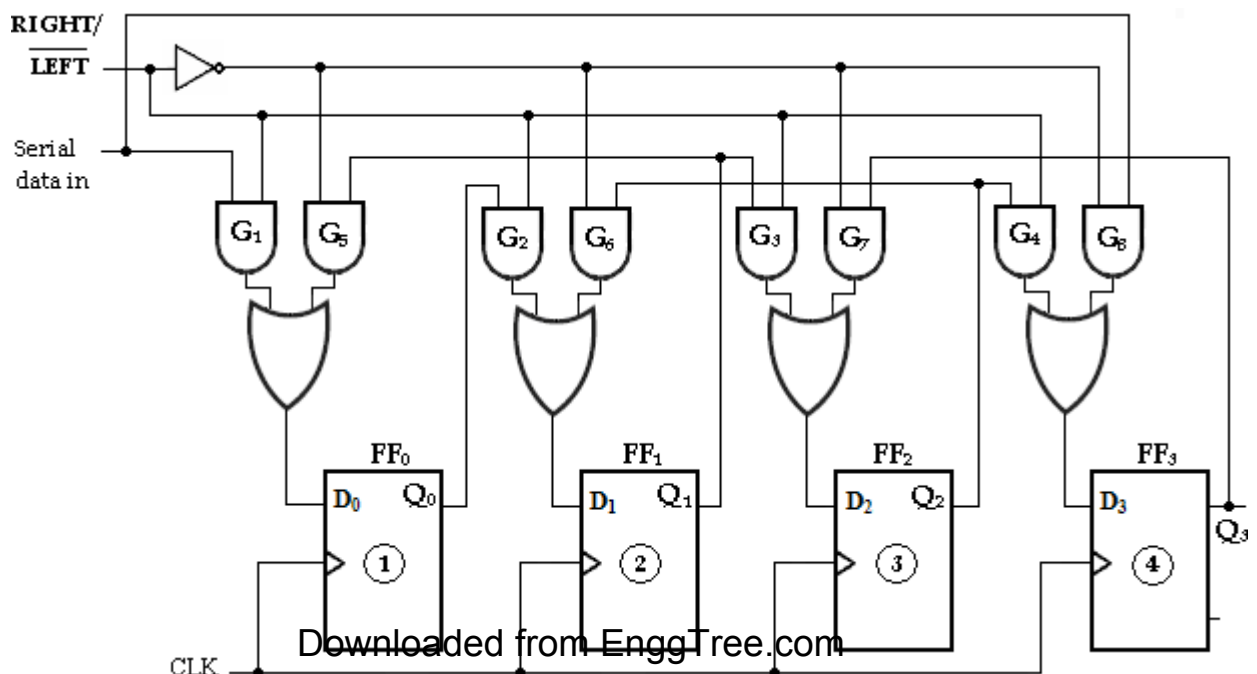 RIGHT/
LEFT
Serial
data in
G1 G5 G2 G6 G3 G7 G4 G8
FF0 FF1 FF2 FF3
D0 Q0 D1 Q1 D2 Q2 D3 Q3
1 2 3 4
Downloaded from EnggTree.com
CLK